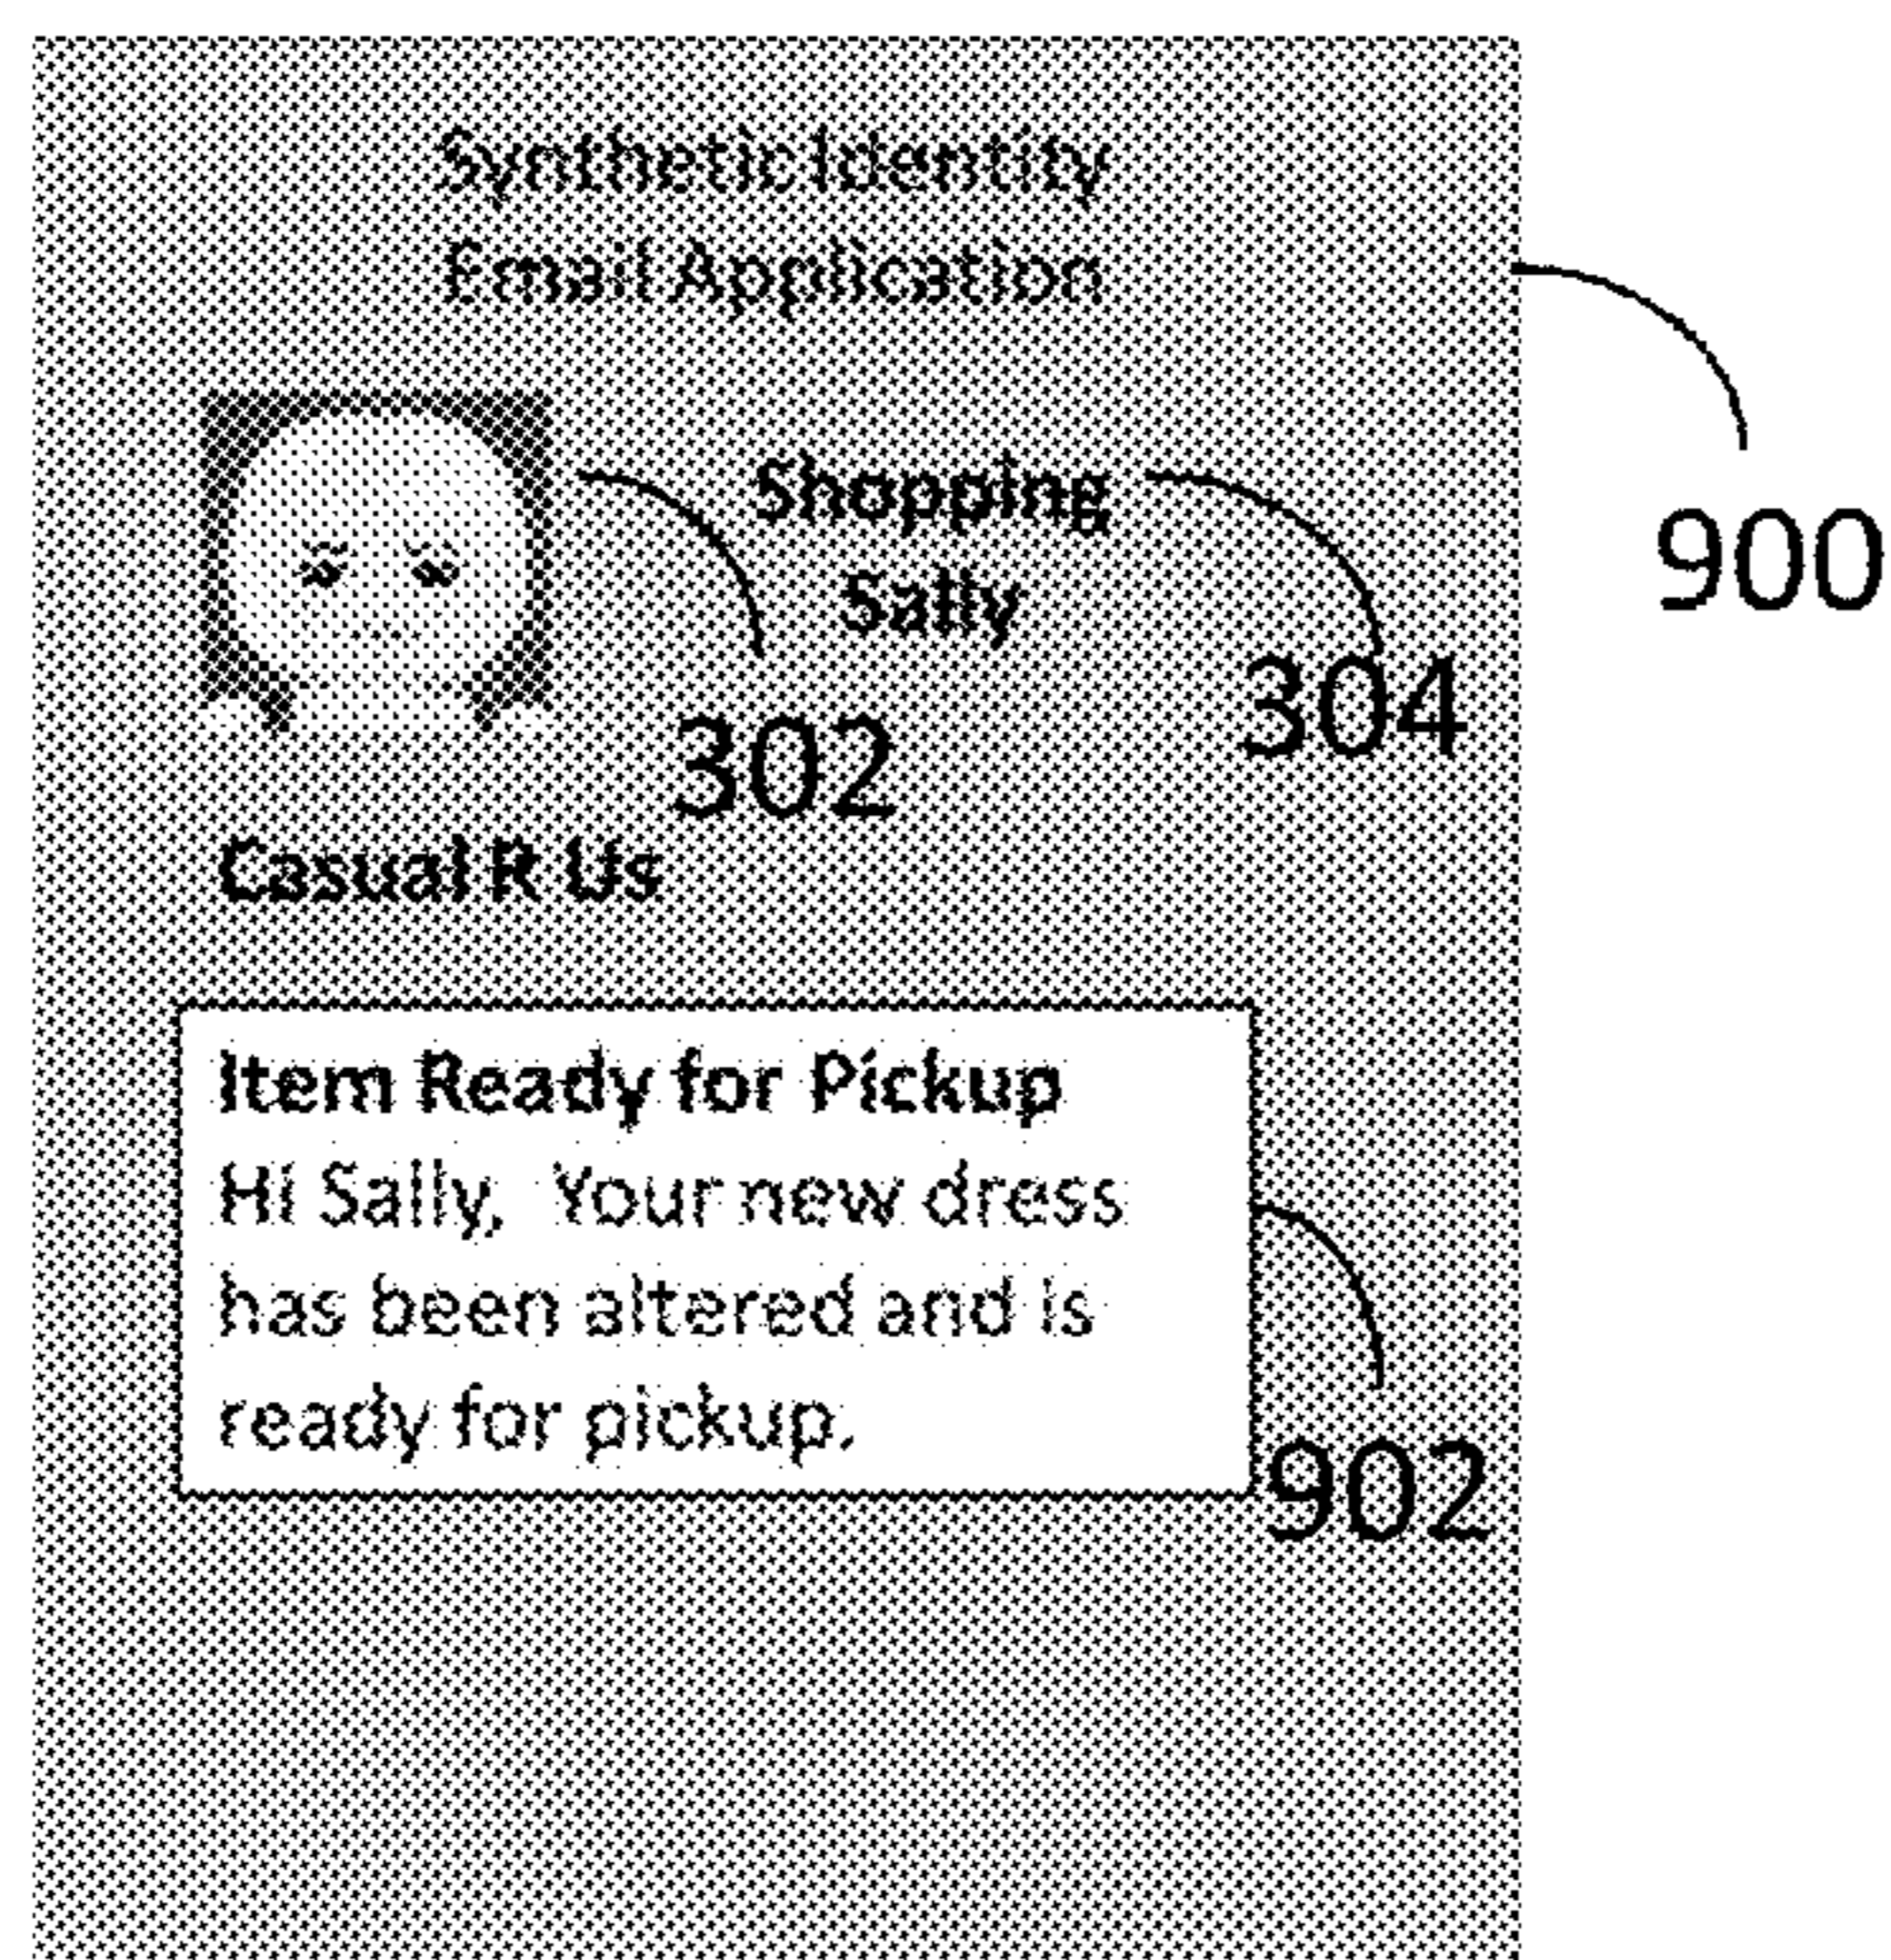 Synthetic Identity
Email Application
900
Shopping
Sally
304
302
Casual R Us
Item Ready for Pickup
Hi Sally, Your new dress
has been altered and is
ready for pickup.
902